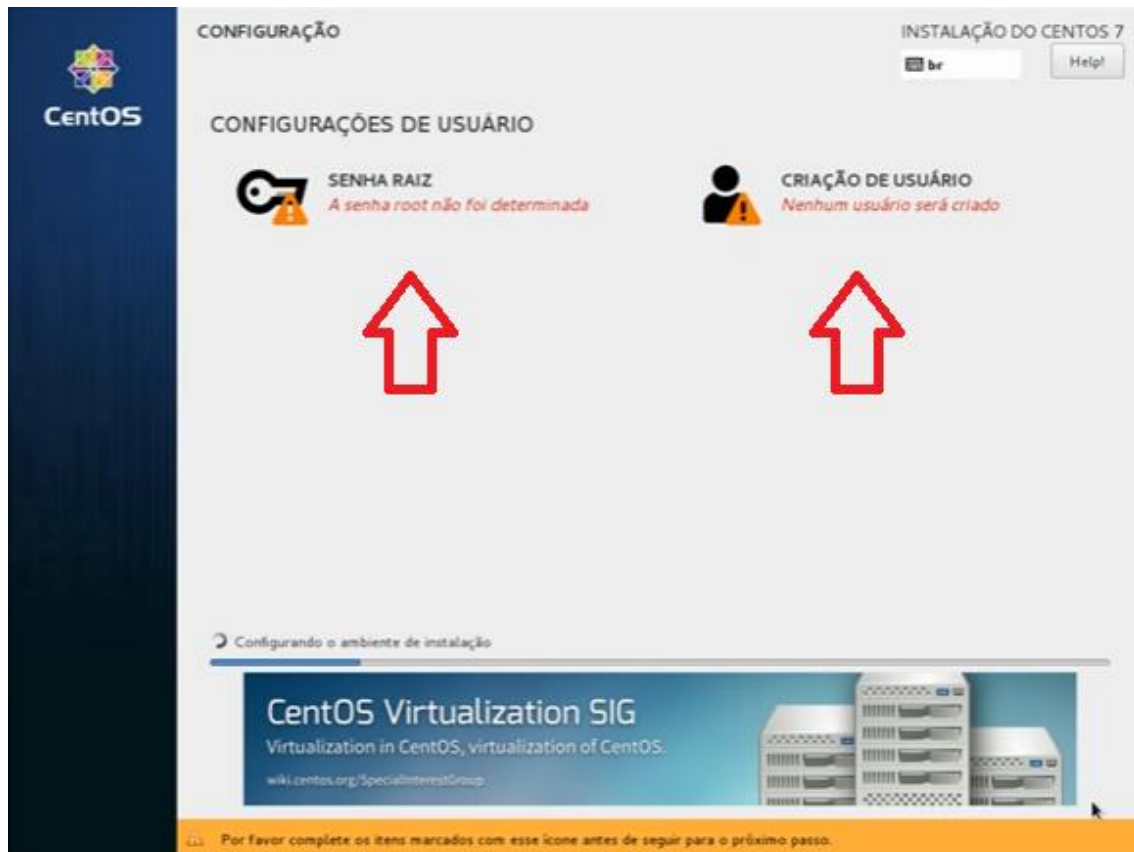 CentOS
CONFIGURAÇÃO
INSTALAÇÃO DO CENTOS 7
br
Help!
CONFIGURAÇÕES DE USUÁRIO
SENHA RAIZ
A senha root não foi determinada
CRIAÇÃO DE USUÁRIO
Nenhum usuário será criado
Configurando o ambiente de instalação
CentOS Virtualization SIG
Virtualization in CentOS, virtualization of CentOS.
wiki.centos.org/SpecialInterestGroup
Por favor complete os itens marcados com esse ícone antes de seguir para o próximo passo.